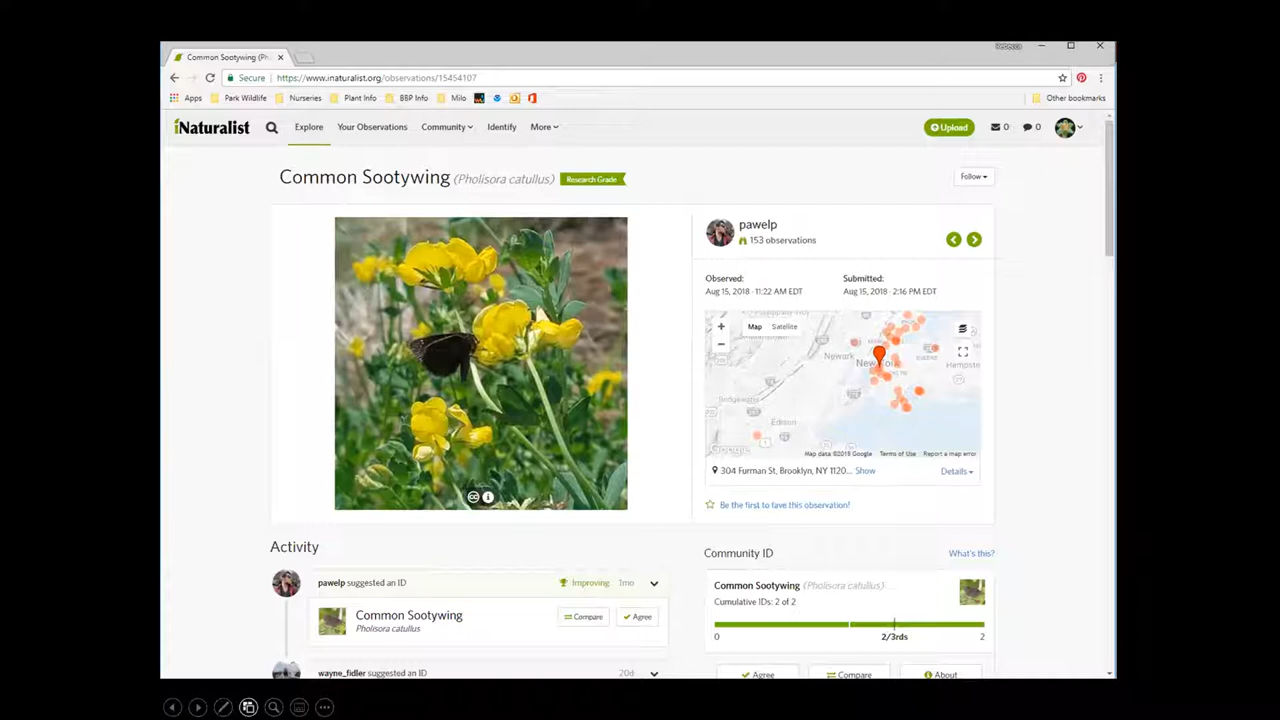 Common Sootywing (Ph
Rebecca
Secure
https://www.inaturalist.org/observations/15454107
Apps
Park Wildlife
Nurseries
Plant Info
BBP Info
Milo
Other bookmarks
iNaturalist
Explore
Your Observations
Community
Identify
More
Upload
0
0
Common Sootywing (Pholisora catullus)
Research Grade
Follow
pawelp
153 observations
Observed:
Submitted:
Aug 15, 2018 · 11:22 AM EDT
Aug 15, 2018 · 2:16 PM EDT
Map
Satellite
Newark
New York
Hempste
Edison
Google
Map data ©2019 Google
Terms of Use
Report a map error
304 Furman St, Brooklyn, NY 1120...
Show
Details
Be the first to fave this observation!
cc
Activity
pawelp suggested an ID
Improving
1mo
Common Sootywing
Pholisora catullus
Compare
Agree
wayne_fidler suggested an ID
20d
Community ID
What's this?
Common Sootywing (Pholisora catullus)
Cumulative IDs: 2 of 2
0
2/3rds
2
Agree
Compare
About